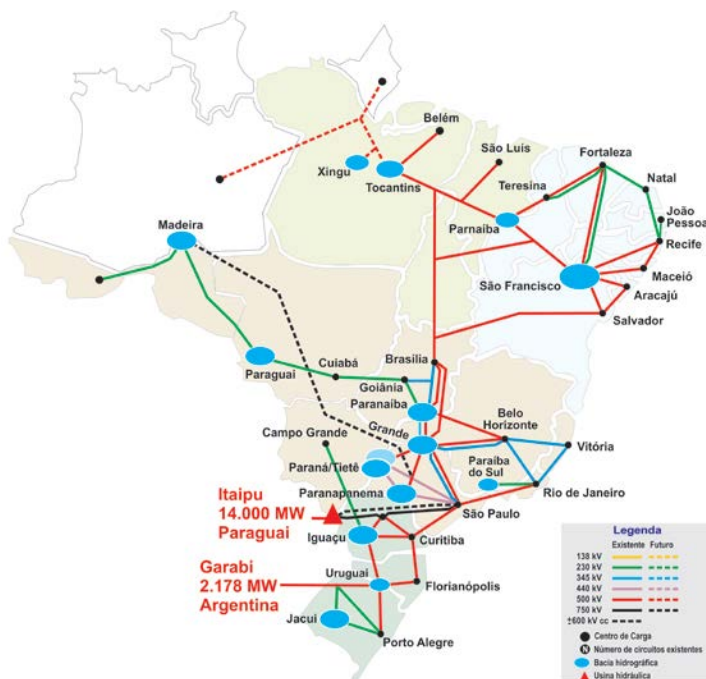 Belém
São Luís
Fortaleza
Xingu
Tocantins
Teresina
Natal
Parnaíba
João
Pessoa
Madeira
Recife
São Francisco
Maceió
Aracajú
Salvador
Brasília
Paraguai
Cuiabá
Goiânia
Paranaíba
Campo Grande
Grande
Belo
Horizonte
Vitória
Paraná/Tietê
Paraíba
do Sul
Paranapanema
Rio de Janeiro
Itaipu
14.000 MW
Paraguai
São Paulo
Iguaçu
Curitiba
Garabi
2.178 MW
Argentina
Uruguai
Florianópolis
Jacui
Porto Alegre
Legenda
Existente Futuro
138 kV
230 kV
345 kV
440 kV
500 kV
750 kV
±600 kV cc
Centro de Carga
N Número de circuitos existentes
Bacia hidrográfica
Usina hidráulica